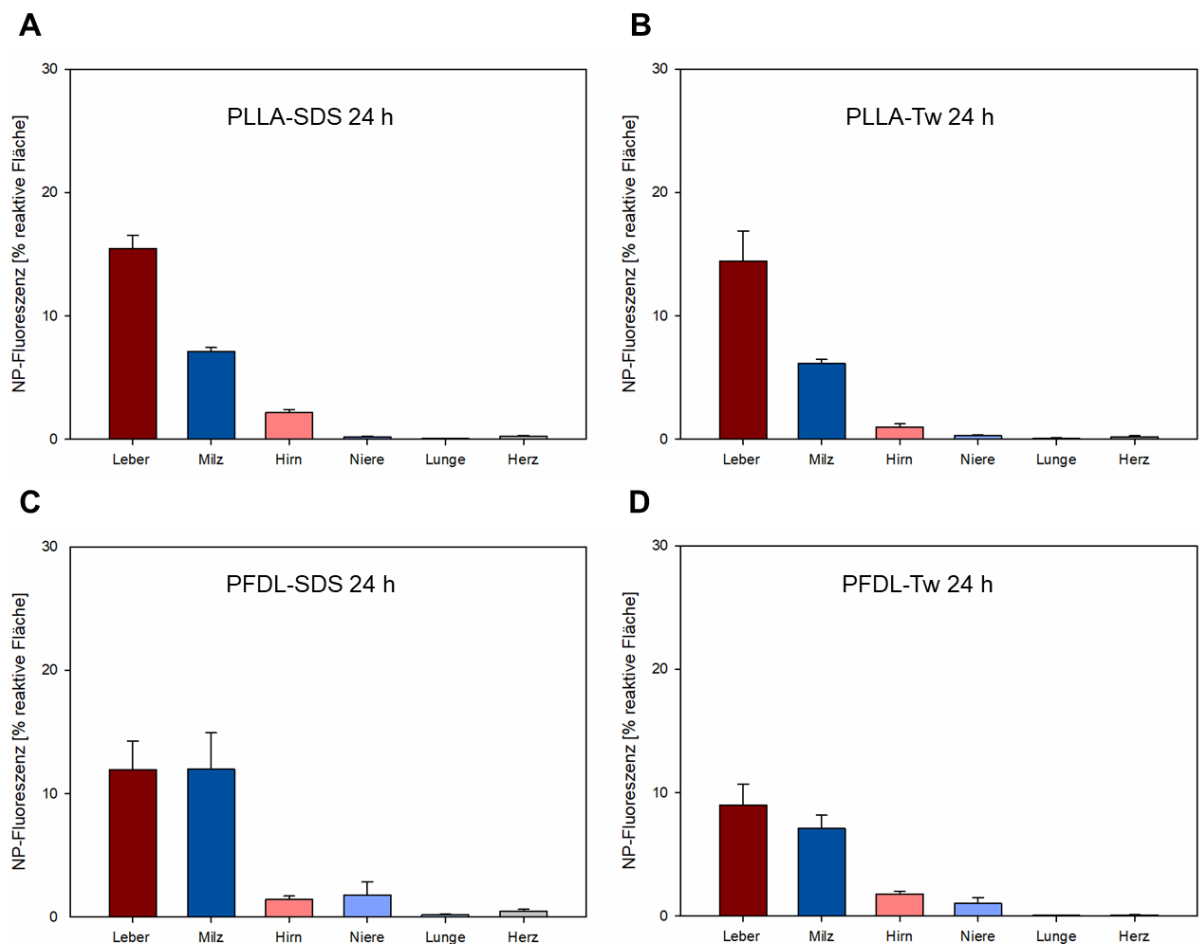 A
NP-Fluoreszenz [% reaktive Fläche]
30
20
10
0
PLLA-SDS 24 h
Leber Milz Hirn Niere Lunge Herz
B
NP-Fluoreszenz [% reaktive Fläche]
30
20
10
0
PLLA-Tw 24 h
Leber Milz Hirn Niere Lunge Herz
C
NP-Fluoreszenz [% reaktive Fläche]
30
20
10
0
PFDL-SDS 24 h
Leber Milz Hirn Niere Lunge Herz
D
NP-Fluoreszenz [% reaktive Fläche]
30
20
10
0
PFDL-Tw 24 h
Leber Milz Hirn Niere Lunge Herz